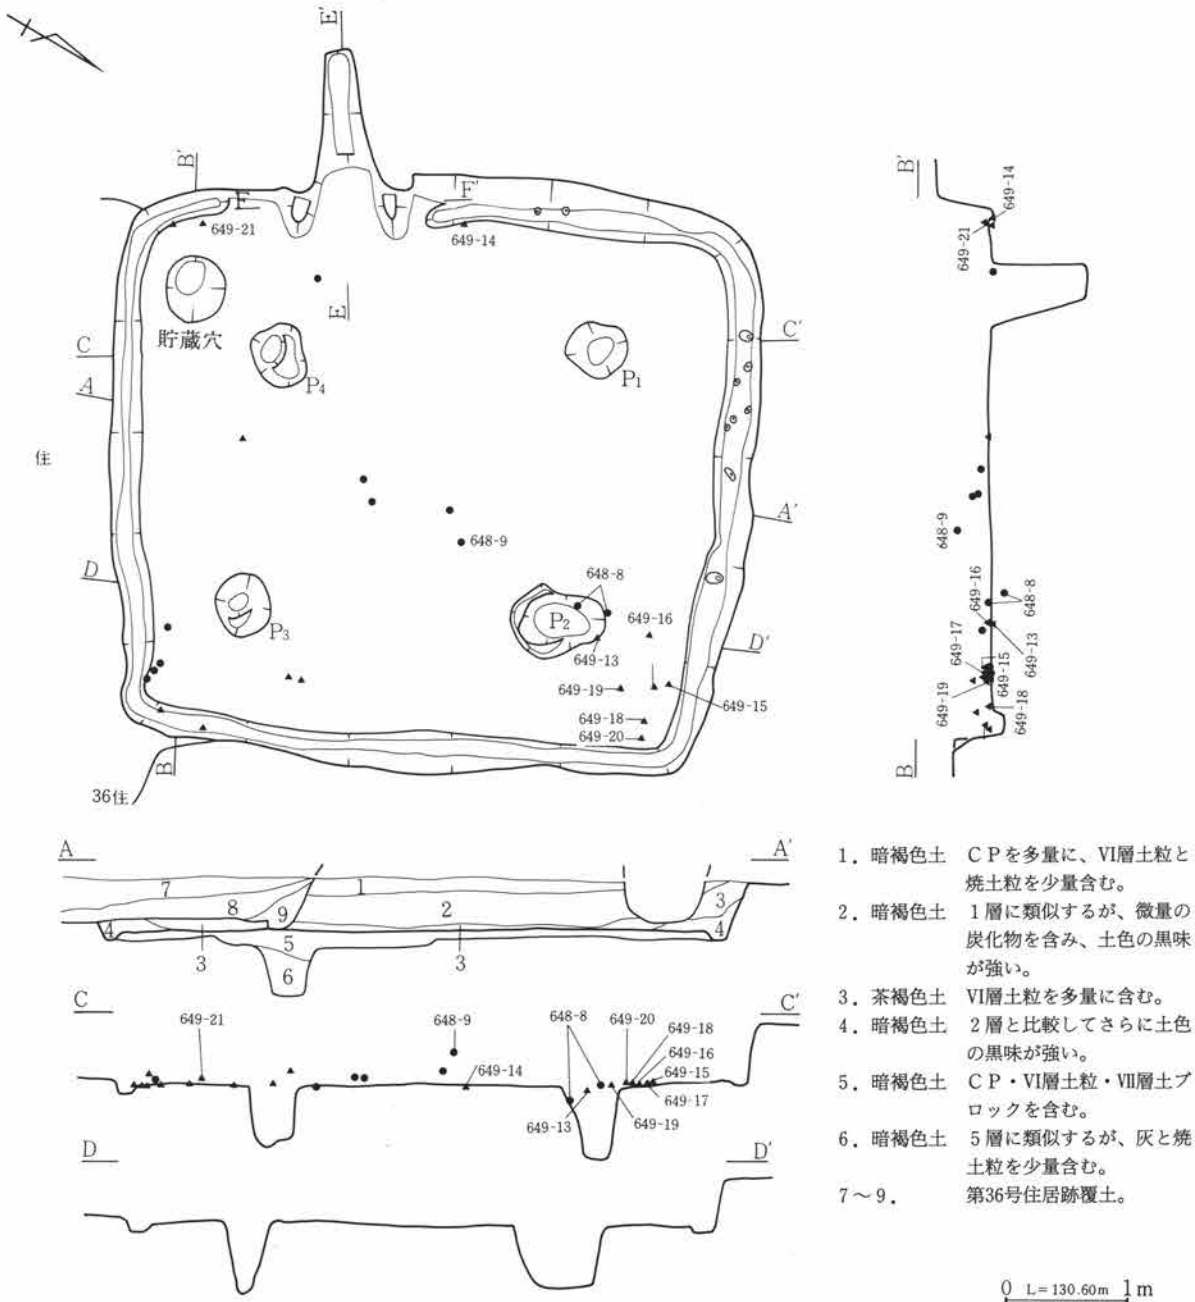 E'
B'
F
F'
649-21
649-14
E
貯蔵穴
C
C'
P4
P1
A
住
A'
648-9
D
648-8
P3
P2
649-16
D'
649-13
649-19
649-15
649-18
649-20
B
36住
B'
649-14
649-21
648-9
649-16
648-8
649-17
649-13
649-15
649-19
649-18
B
A
A'
7
1
8
9
2
3
4
5
4
3
3
6
C
C'
649-21
648-9
648-8
649-20
649-18
649-16
649-15
649-14
649-17
649-13
649-19
D
D'
1. 暗褐色土 CPを多量に、Ⅵ層土粒と
焼土粒を少量含む。
2. 暗褐色土 1層に類似するが、微量の
炭化物を含み、土色の黒味
が強い。
3. 茶褐色土 Ⅵ層土粒を多量に含む。
4. 暗褐色土 2層と比較してさらに土色
の黒味が強い。
5. 暗褐色土 CP・Ⅵ層土粒・Ⅶ層土ブ
ロックを含む。
6. 暗褐色土 5層に類似するが、灰と焼
土粒を少量含む。
7～9. 第36号住居跡覆土。
0 L=130.60m 1m